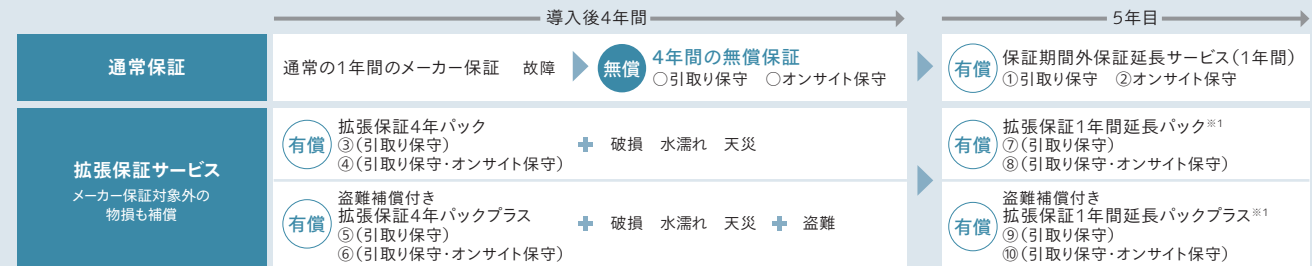 導入後4年間
5年目
通常保証
通常の1年間のメーカー保証 故障
無償
4年間の無償保証
○引取り保守 ○オンサイト保守
有償
保証期間外保証延長サービス（1年間）
①引取り保守 ②オンサイト保守
拡張保証サービス
メーカー保証対象外の
物損も補償
有償
拡張保証4年パック
③（引取り保守）
④（引取り保守・オンサイト保守）
+ 破損 水濡れ 天災
有償
拡張保証1年間延長パック※1
⑦（引取り保守）
⑧（引取り保守・オンサイト保守）
有償
盗難補償付き
拡張保証4年パックプラス
⑤（引取り保守）
⑥（引取り保守・オンサイト保守）
+ 破損 水濡れ 天災 + 盗難
有償
盗難補償付き
拡張保証1年間延長パックプラス※1
⑨（引取り保守）
⑩（引取り保守・オンサイト保守）